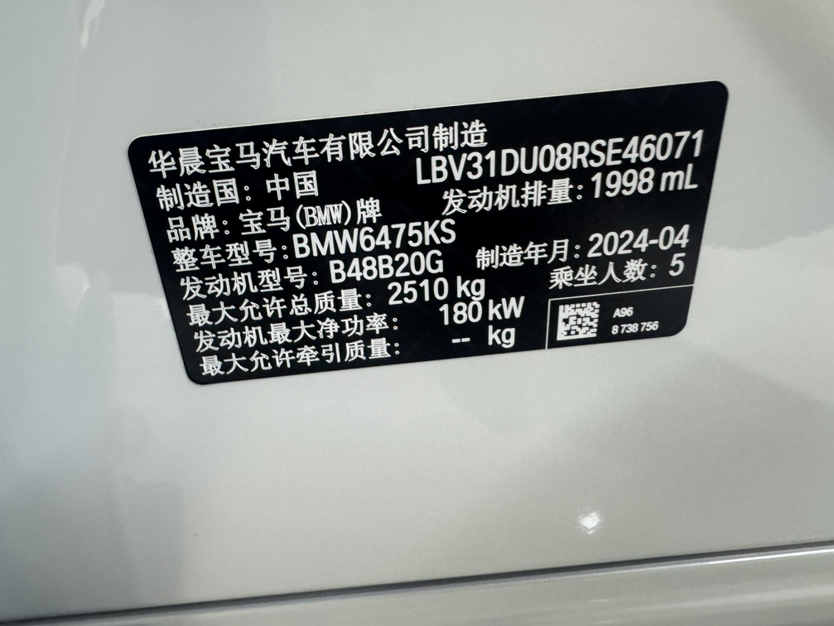 华晨宝马汽车有限公司制造
制造国：中国 LBV31DU08RSE46071
品牌：宝马(BMW)牌 发动机排量：1998 mL
整车型号：BMW6475KS
发动机型号：B48B20G 制造年月：2024-04
最大允许总质量：2510 kg 乘坐人数：5
发动机最大净功率：180 kW
最大允许牵引质量：-- kg
A96
8 738 756